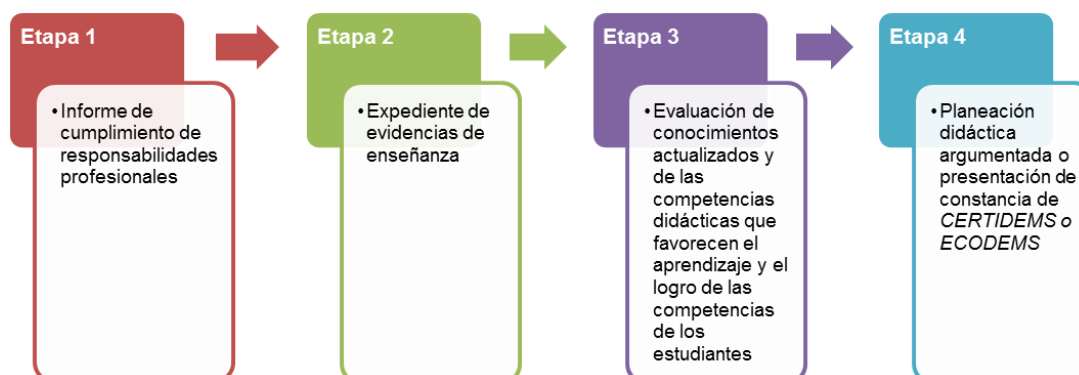 Etapa 1
• Informe de
cumplimiento de
responsabilidades
profesionales
Etapa 2
• Expediente de
evidencias de
enseñanza
Etapa 3
• Evaluación de
conocimientos
actualizados y
de las
competencias
didácticas que
favorecen el
aprendizaje y el
logro de las
competencias
de los
estudiantes
Etapa 4
• Planeación
didáctica
argumentada o
presentación de
constancia de
CERTIDEMS o
ECODEMS